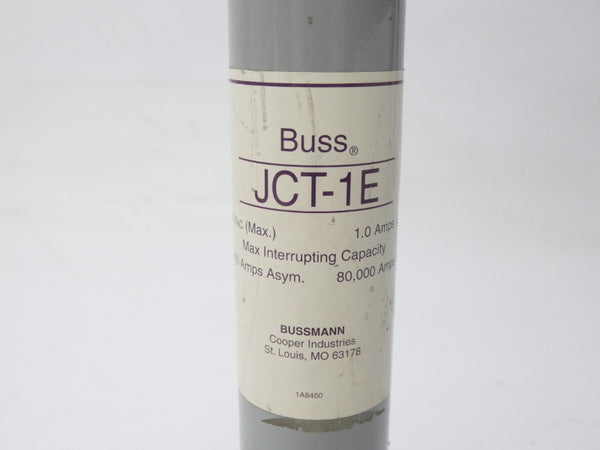 Buss®
JCT-1E
(Max.) 1.0 Amps
Max Interrupting Capacity
Amps Asym. 80,000 Amps
BUSSMANN
Cooper Industries
St. Louis, MO 63178
1A8460